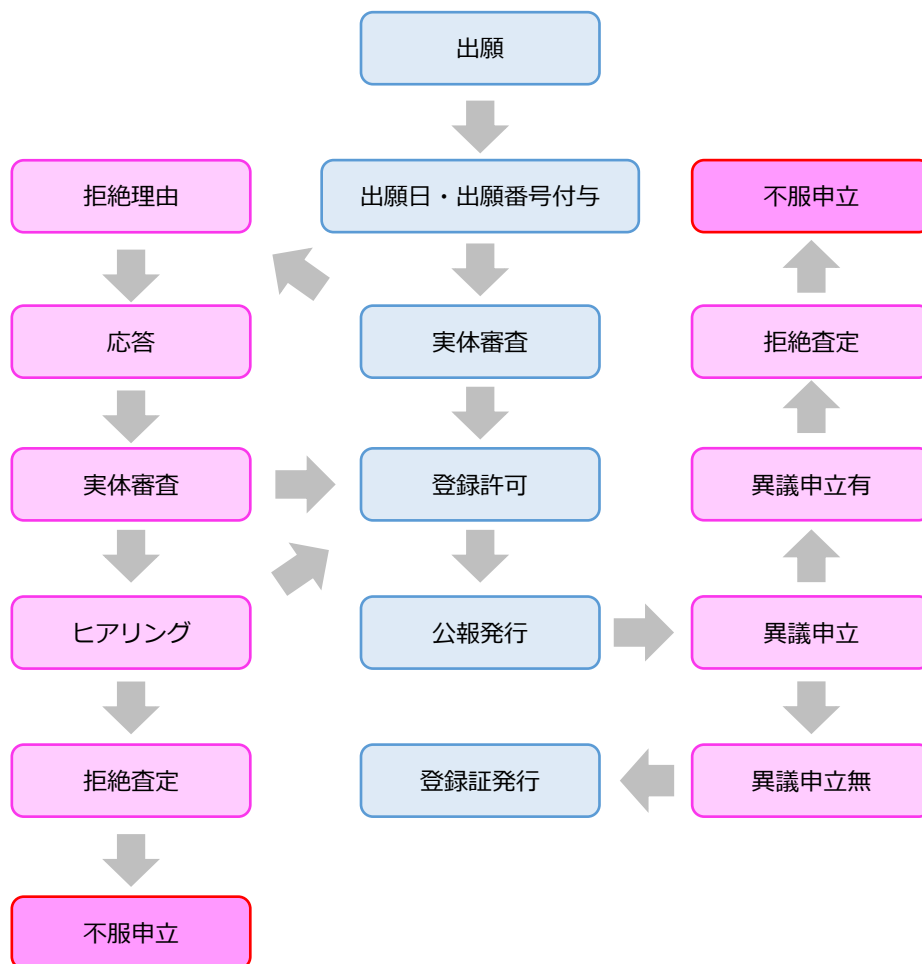 出願
拒絶理由
出願日・出願番号付与
不服申立
応答
実体審査
拒絶査定
実体審査
登録許可
異議申立有
ヒアリング
公報発行
異議申立
拒絶査定
登録証発行
異議申立無
不服申立